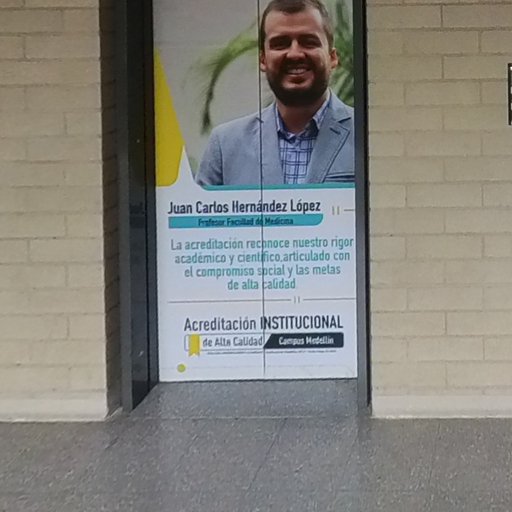 Juan Carlos Hernández López
Profesor Facultad de Medicina
La acreditación reconoce nuestro rigor
académico y científico,articulado con
el compromiso social y las metas
de alta calidad.
Acreditación INSTITUCIONAL
de Alta Calidad Campus Medellín